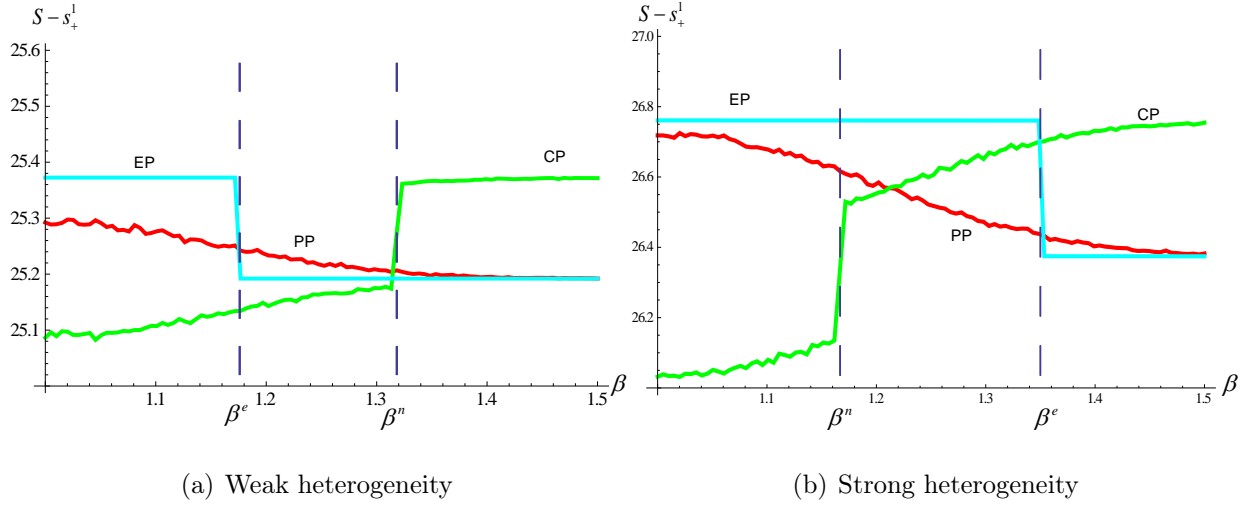 S – s₊¹
25.6
25.5
25.4
25.3
25.2
25.1
EP
PP
CP
1.1
1.2
1.3
1.4
1.5
β
βᵉ
βⁿ
(a) Weak heterogeneity
S – s₊¹
27.0
26.8
26.6
26.4
26.2
EP
CP
PP
1.1
1.2
1.3
1.4
1.5
β
βⁿ
βᵉ
(b) Strong heterogeneity